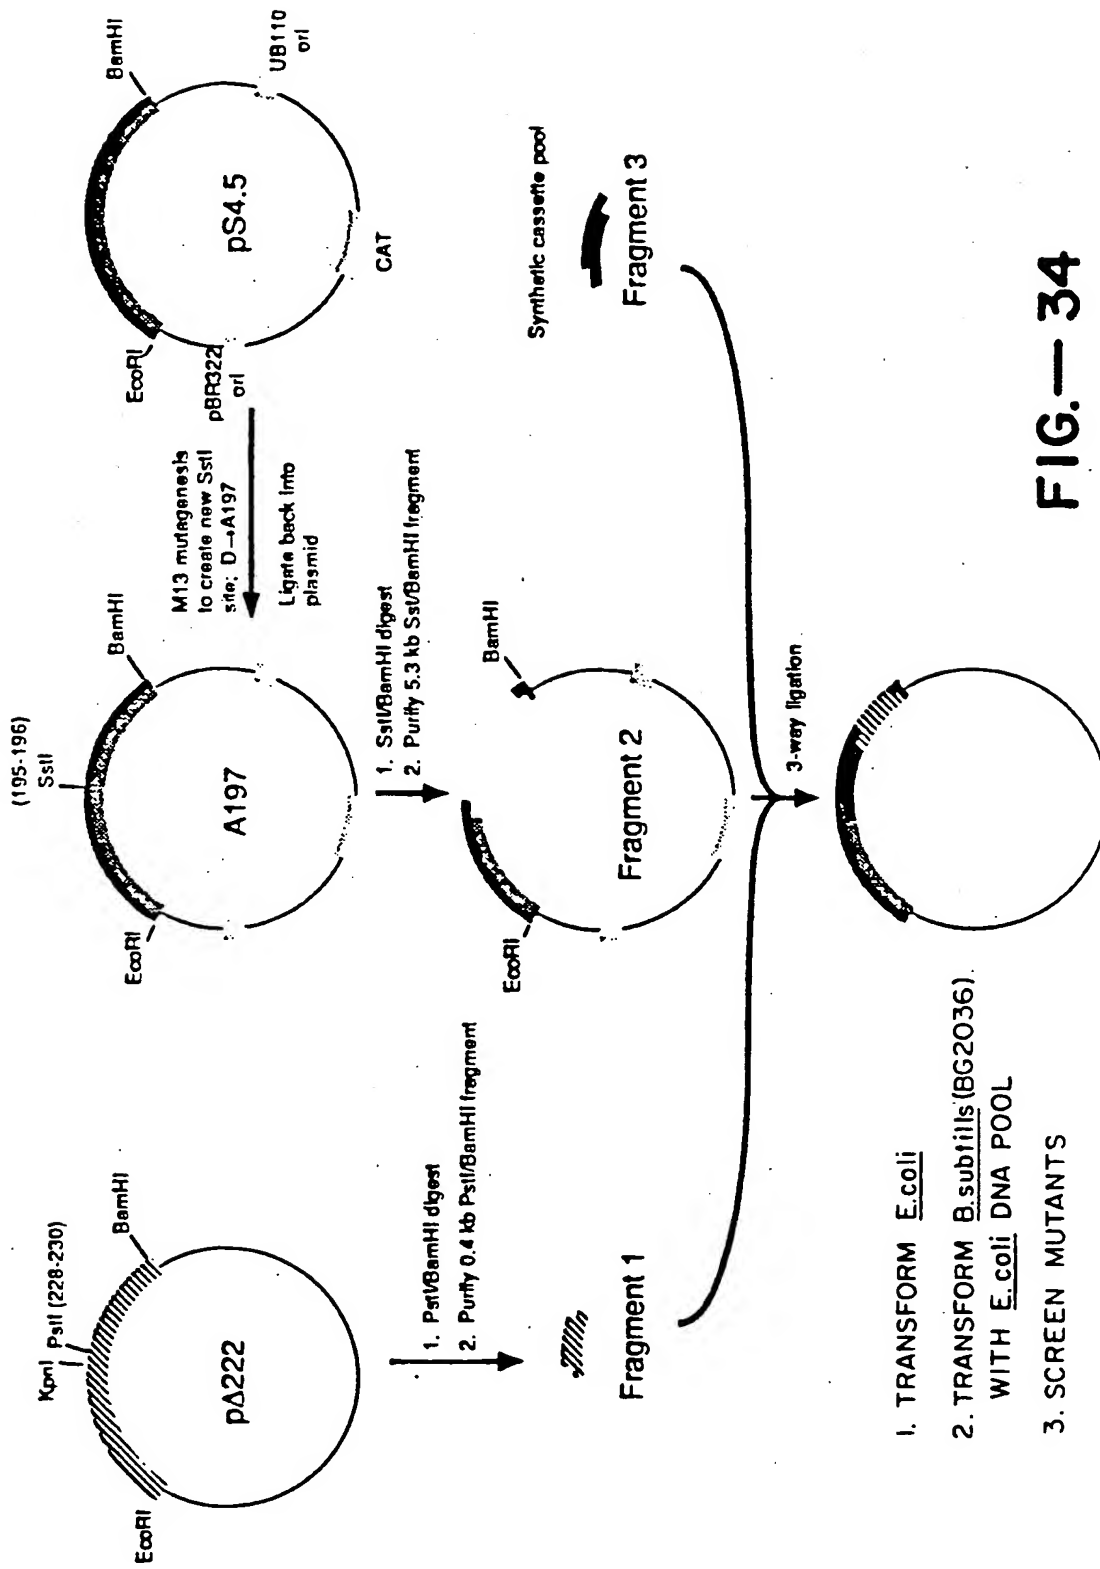 EcoRI
KpnI
PstI (228-230)
BamHI
pΔ222
1. PstI/BamHI digest
2. Purify 0.4 kb PstI/BamHI fragment
Fragment 1
(195-196)
SstI
EcoRI
BamHI
A197
1. SstI/BamHI digest
2. Purify 5.3 kb SstI/BamHI fragment
EcoRI
BamHI
Fragment 2
M13 mutagenesis
to create new SstI
site; D→A197
Ligate back into
plasmid
EcoRI
BamHI
pS4.5
pBR322
ori
UB110
ori
CAT
Synthetic cassette pool
Fragment 3
3-way ligation
1. TRANSFORM E.coli
2. TRANSFORM B.subtilis (BG2036)
WITH E.coli DNA POOL
3. SCREEN MUTANTS
FIG.—34